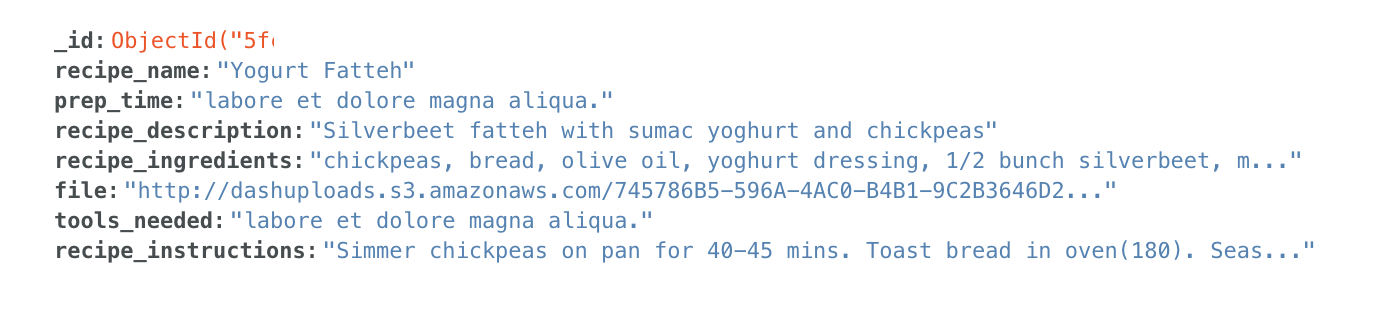 _id: ObjectId("5f
recipe_name: "Yogurt Fatteh"
prep_time: "labore et dolore magna aliqua."
recipe_description: "Silverbeet fatteh with sumac yoghurt and chickpeas"
recipe_ingredients: "chickpeas, bread, olive oil, yoghurt dressing, 1/2 bunch silverbeet, m..."
file: "http://dashuploads.s3.amazonaws.com/745786B5-596A-4AC0-B4B1-9C2B3646D2..."
tools_needed: "labore et dolore magna aliqua."
recipe_instructions: "Simmer chickpeas on pan for 40-45 mins. Toast bread in oven(180). Seas..."